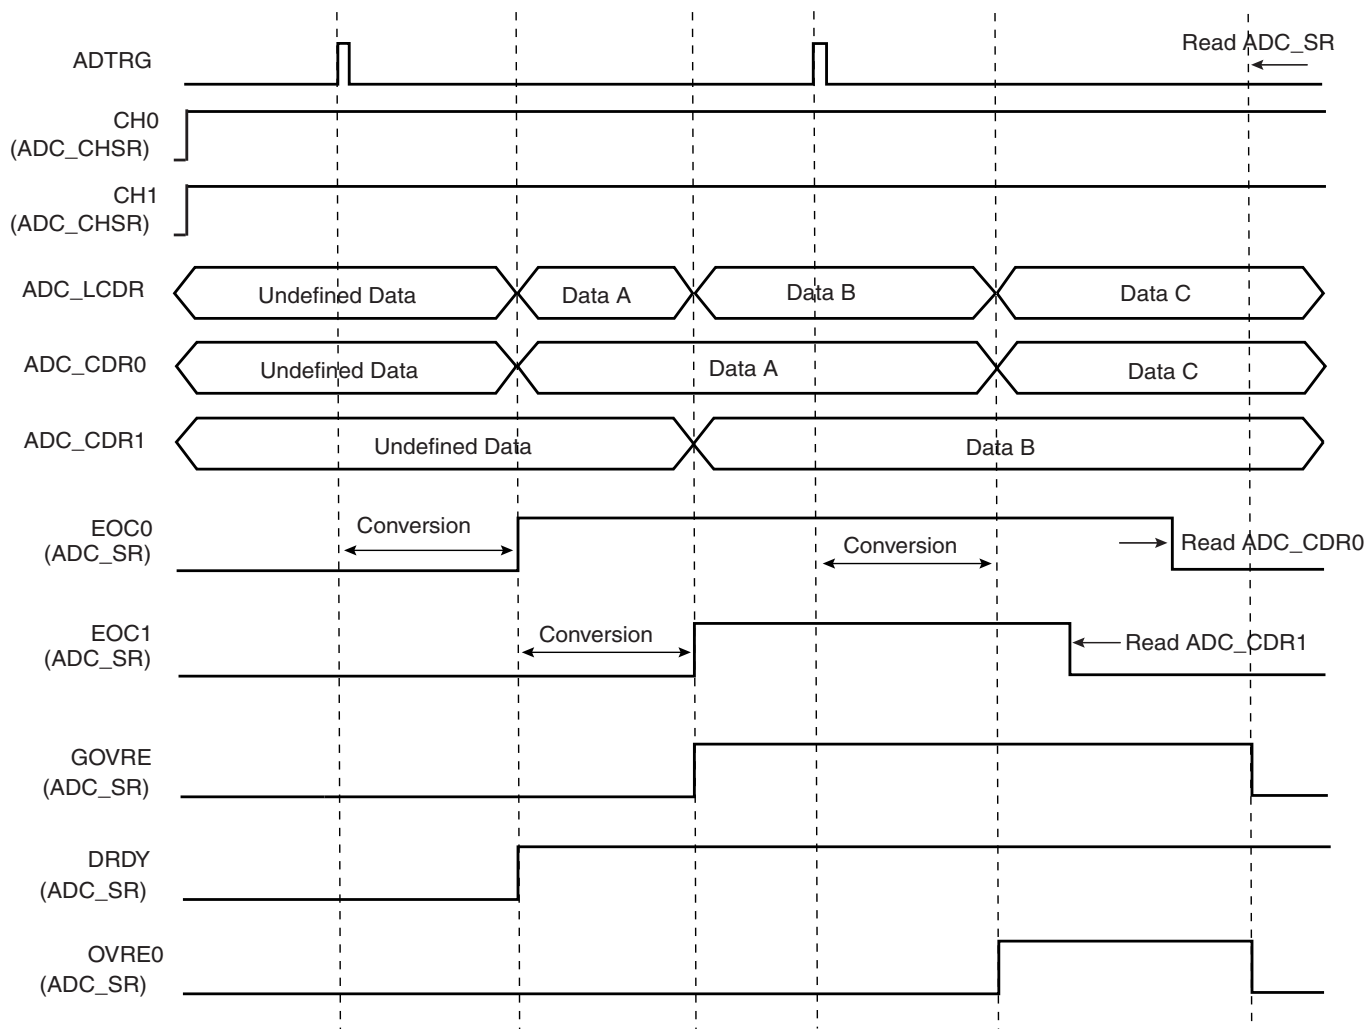 ADTRG
Read ADC_SR
CH0
(ADC_CHSR)
CH1
(ADC_CHSR)
ADC_LCDR
Undefined Data
Data A
Data B
Data C
ADC_CDR0
Undefined Data
Data A
Data C
ADC_CDR1
Undefined Data
Data B
EOC0
(ADC_SR)
Conversion
Conversion
Read ADC_CDR0
EOC1
(ADC_SR)
Conversion
Read ADC_CDR1
GOVRE
(ADC_SR)
DRDY
(ADC_SR)
OVRE0
(ADC_SR)